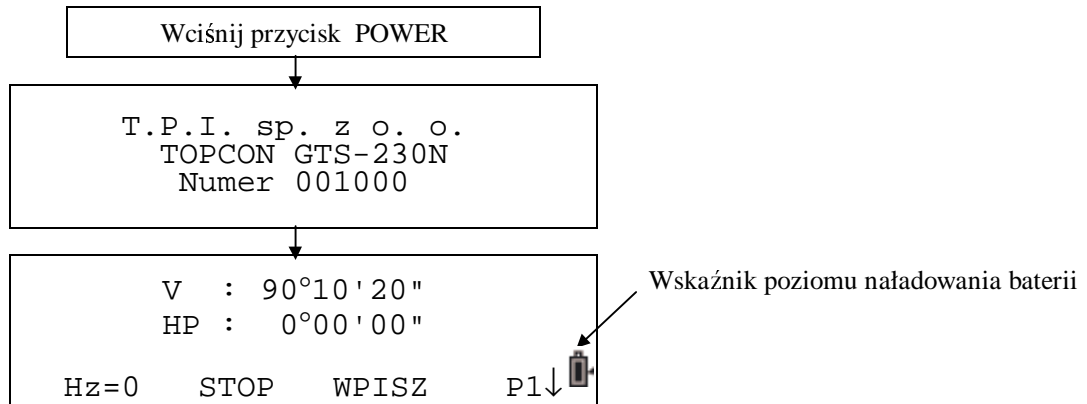 Wciśnij przycisk POWER
T.P.I. sp. z o. o.
TOPCON GTS-230N
Numer 001000
V : 90°10'20"
HP : 0°00'00"
Wskaźnik poziomu naładowania baterii
Hz=0 STOP WPISZ P1↓